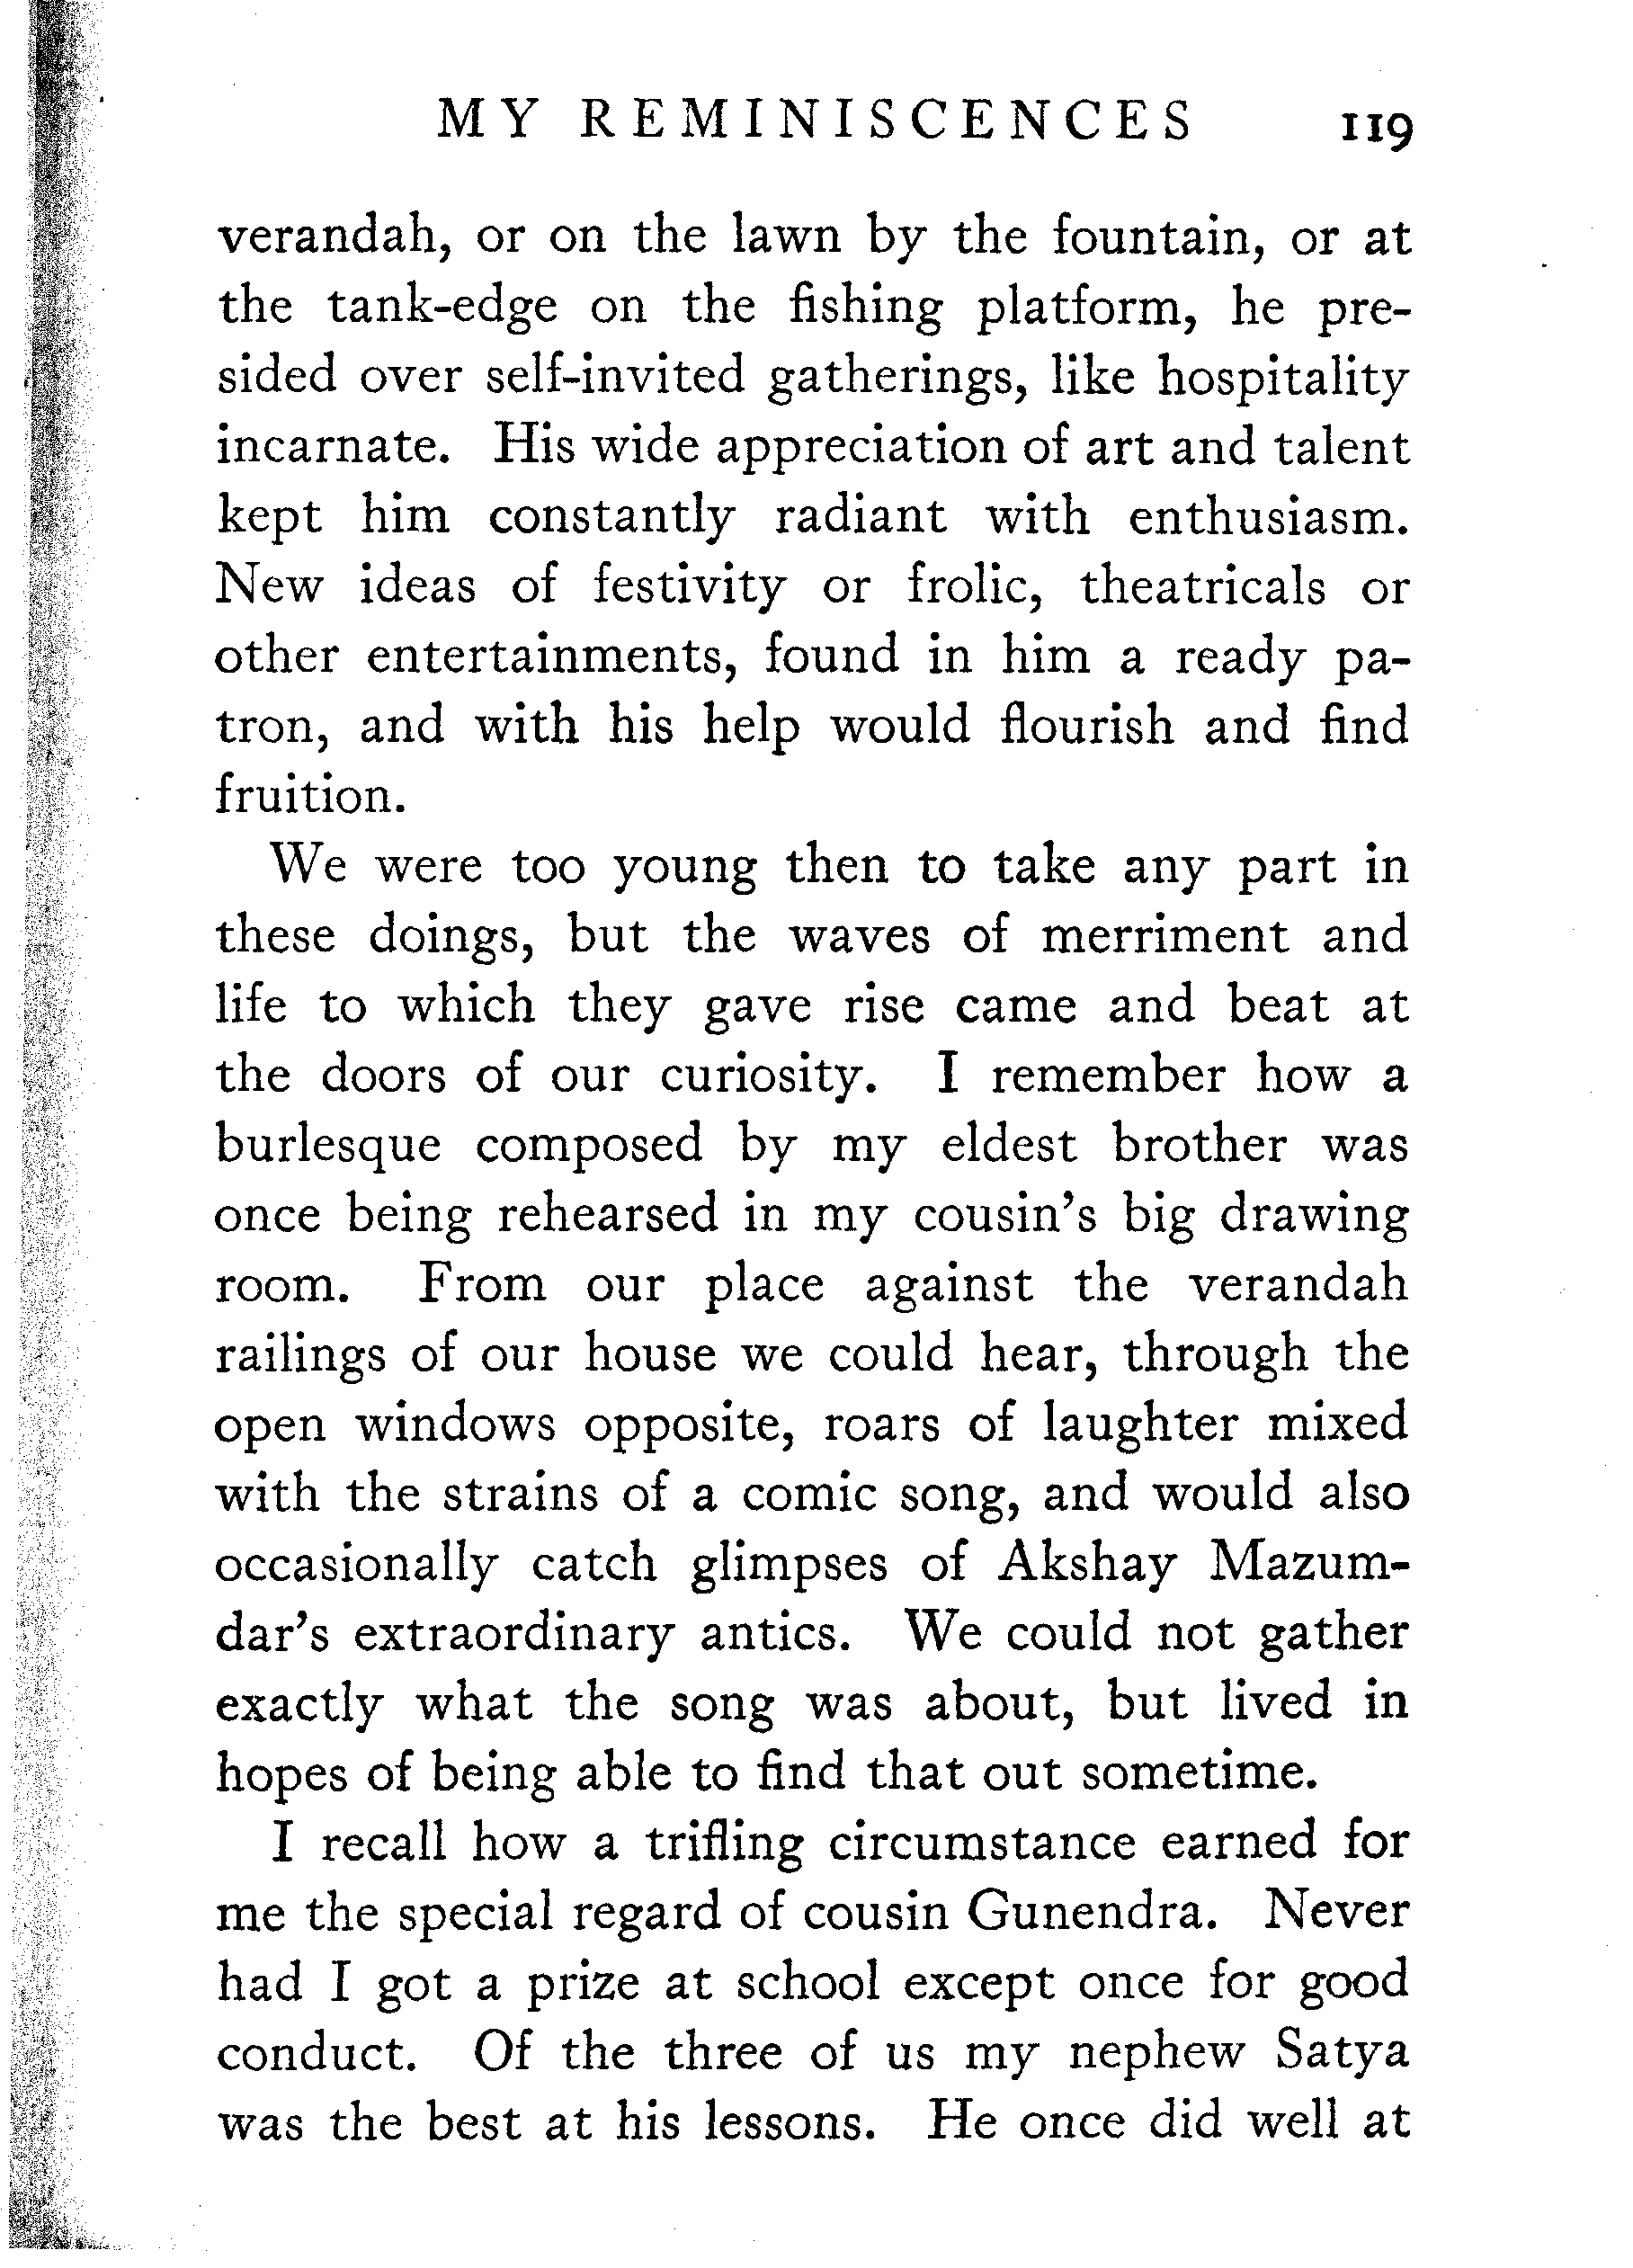 MY REMINISCENCES 119
verandah, or on the lawn by the fountain, or at
the tank-edge on the fishing platform, he pre-
sided over self-invited gatherings, like hospitality
incarnate. His wide appreciation of art and talent
kept him constantly radiant with enthusiasm.
New ideas of festivity or frolic, theatricals or
other entertainments, found in him a ready pa-
tron, and with his help would flourish and find
fruition.
We were too young then to take any part in
these doings, but the waves of merriment and
life to which they gave rise came and beat at
the doors of our curiosity. I remember how a
burlesque composed by my eldest brother was
once being rehearsed in my cousin's big drawing
room. From our place against the verandah
railings of our house we could hear, through the
open windows opposite, roars of laughter mixed
with the strains of a comic song, and would also
occasionally catch glimpses of Akshay Mazum-
dar's extraordinary antics. We could not gather
exactly what the song was about, but lived in
hopes of being able to find that out sometime.
I recall how a trifling circumstance earned for
me the special regard of cousin Gunendra. Never
had I got a prize at school except once for good
conduct. Of the three of us my nephew Satya
was the best at his lessons. He once did well at